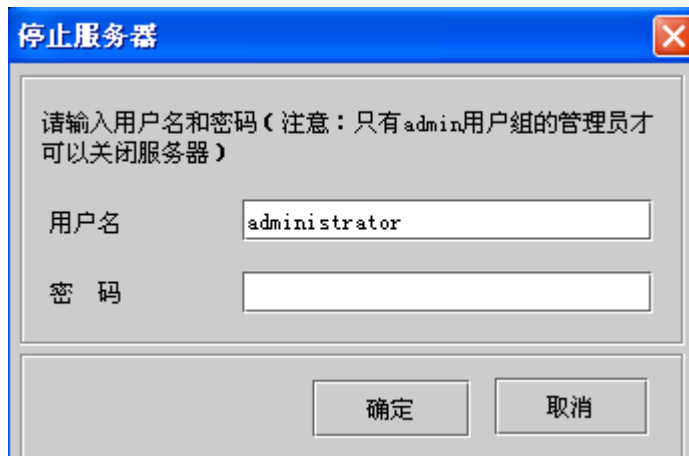 停止服务器
请输入用户名和密码(注意：只有admin用户组的管理员才
可以关闭服务器)
用户名 administrator
密 码
确定 取消